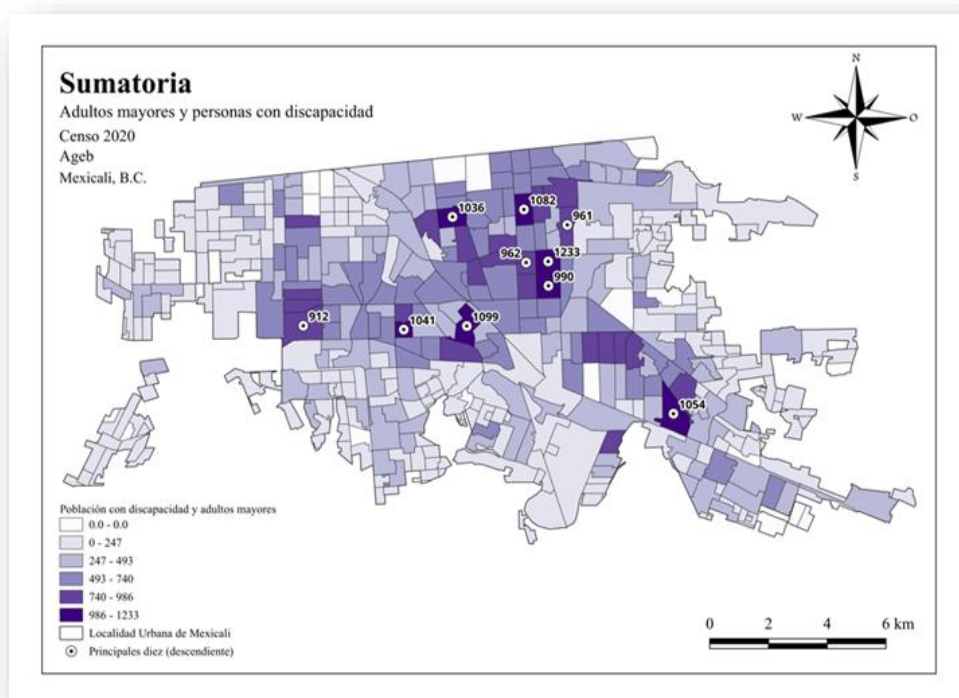 Sumatoria
Adultos mayores y personas con discapacidad
Censo 2020
Ageb
Mexicali, B.C.
N
W
O
S
1036
1082
961
962
1233
990
912
1041
1099
1054
Población con discapacidad y adultos mayores
0.0 - 0.0
0 - 247
247 - 493
493 - 740
740 - 986
986 - 1233
Localidad Urbana de Mexicali
Principales diez (descendiente)
0 2 4 6 km